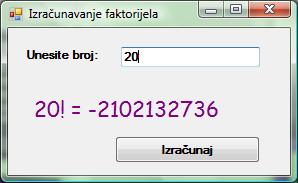 Izračunavanje faktorijela
Unesite broj: 20
20! = -2102132736
Izračunaj